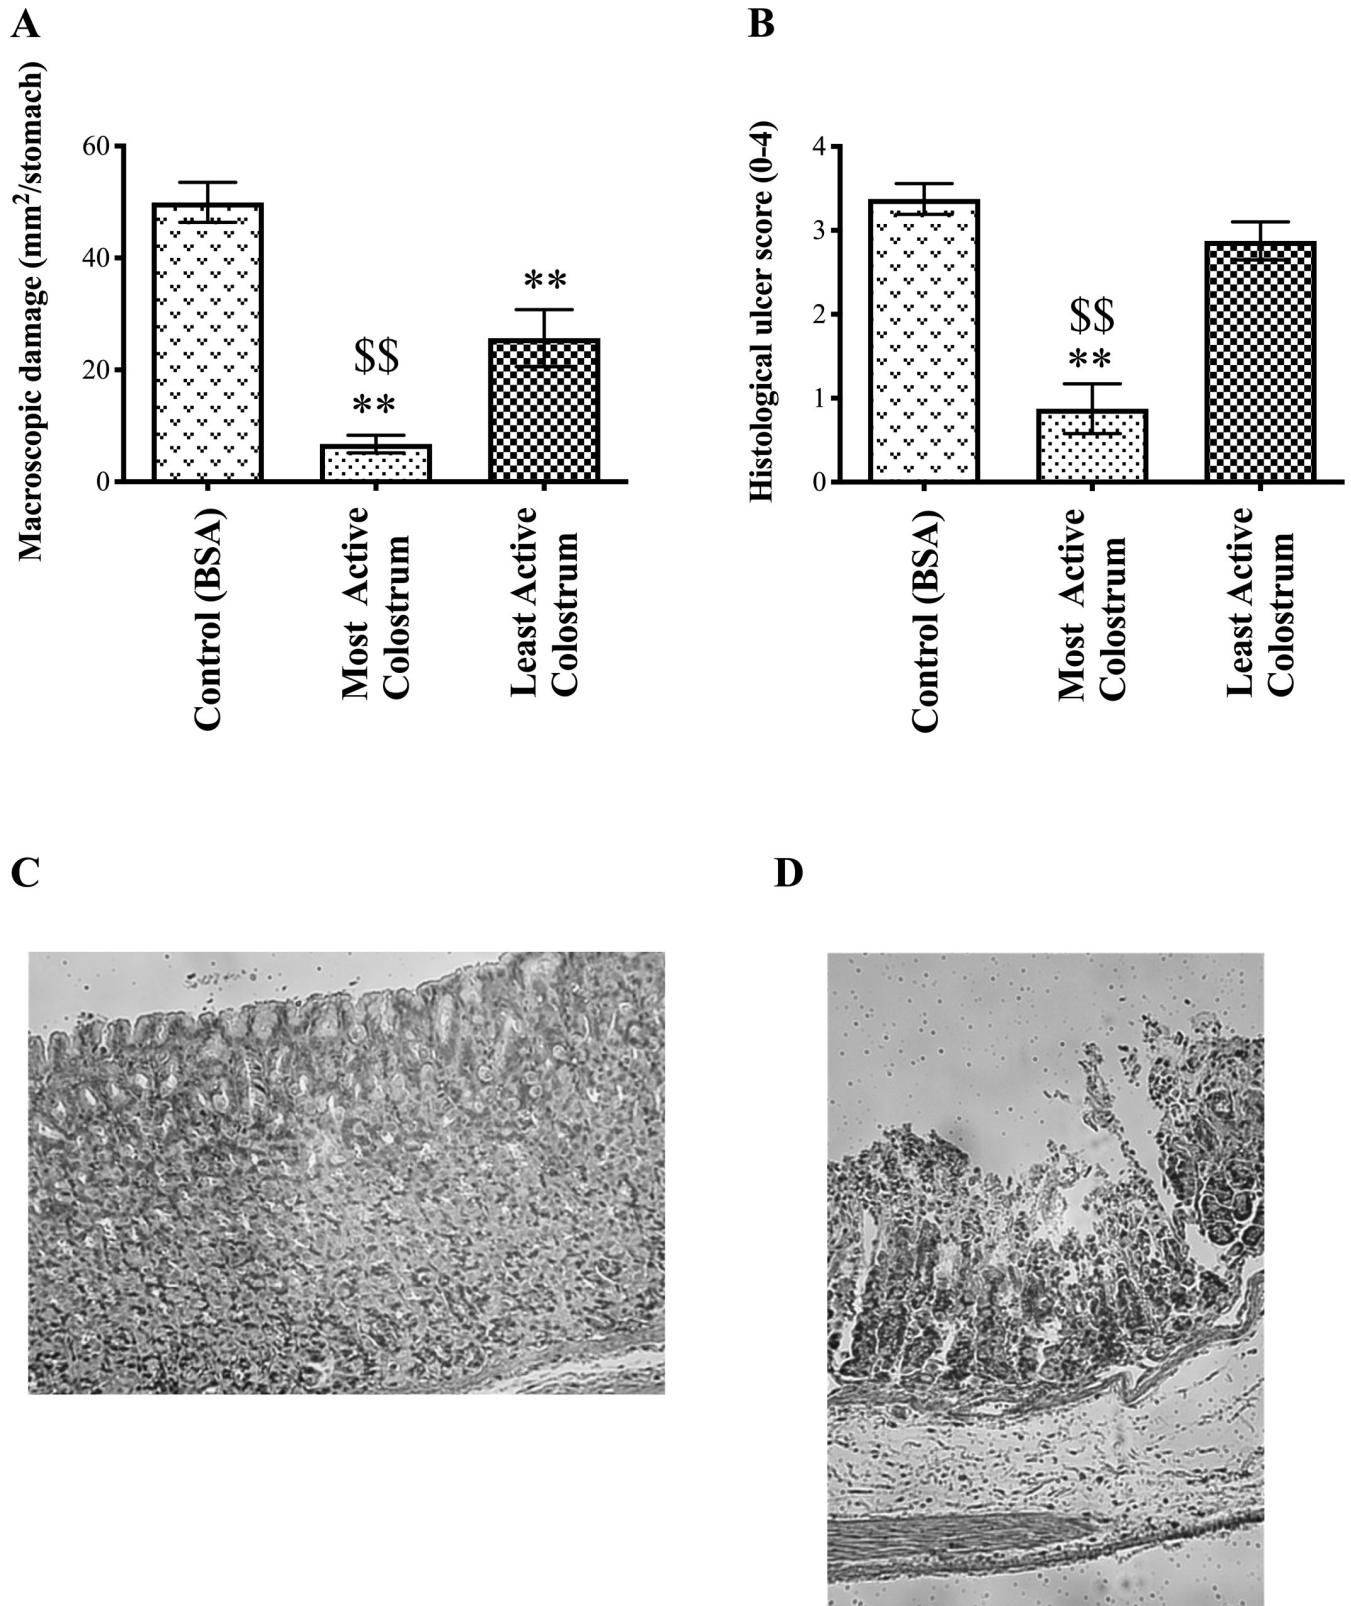 A
Macroscopic damage (mm²/stomach)
60
40
20
0
**
$$
**
Control (BSA)
Most Active
Colostrum
Least Active
Colostrum
B
Histological ulcer score (0-4)
4
3
2
1
0
$$
**
Control (BSA)
Most Active
Colostrum
Least Active
Colostrum
C
D